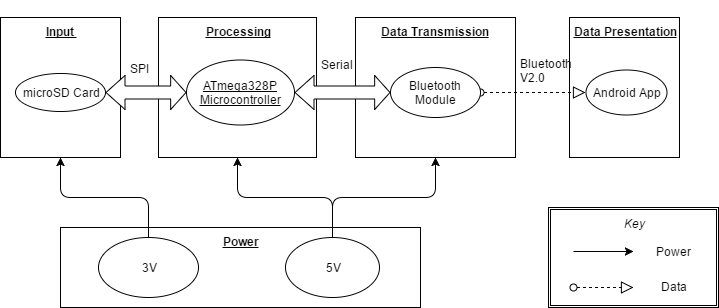 Input
Processing
Data Transmission
Data Presentation
SPI
Serial
Bluetooth
V2.0
microSD Card
ATmega328P
Microcontroller
Bluetooth
Module
Android App
Power
3V
5V
Key
Power
Data